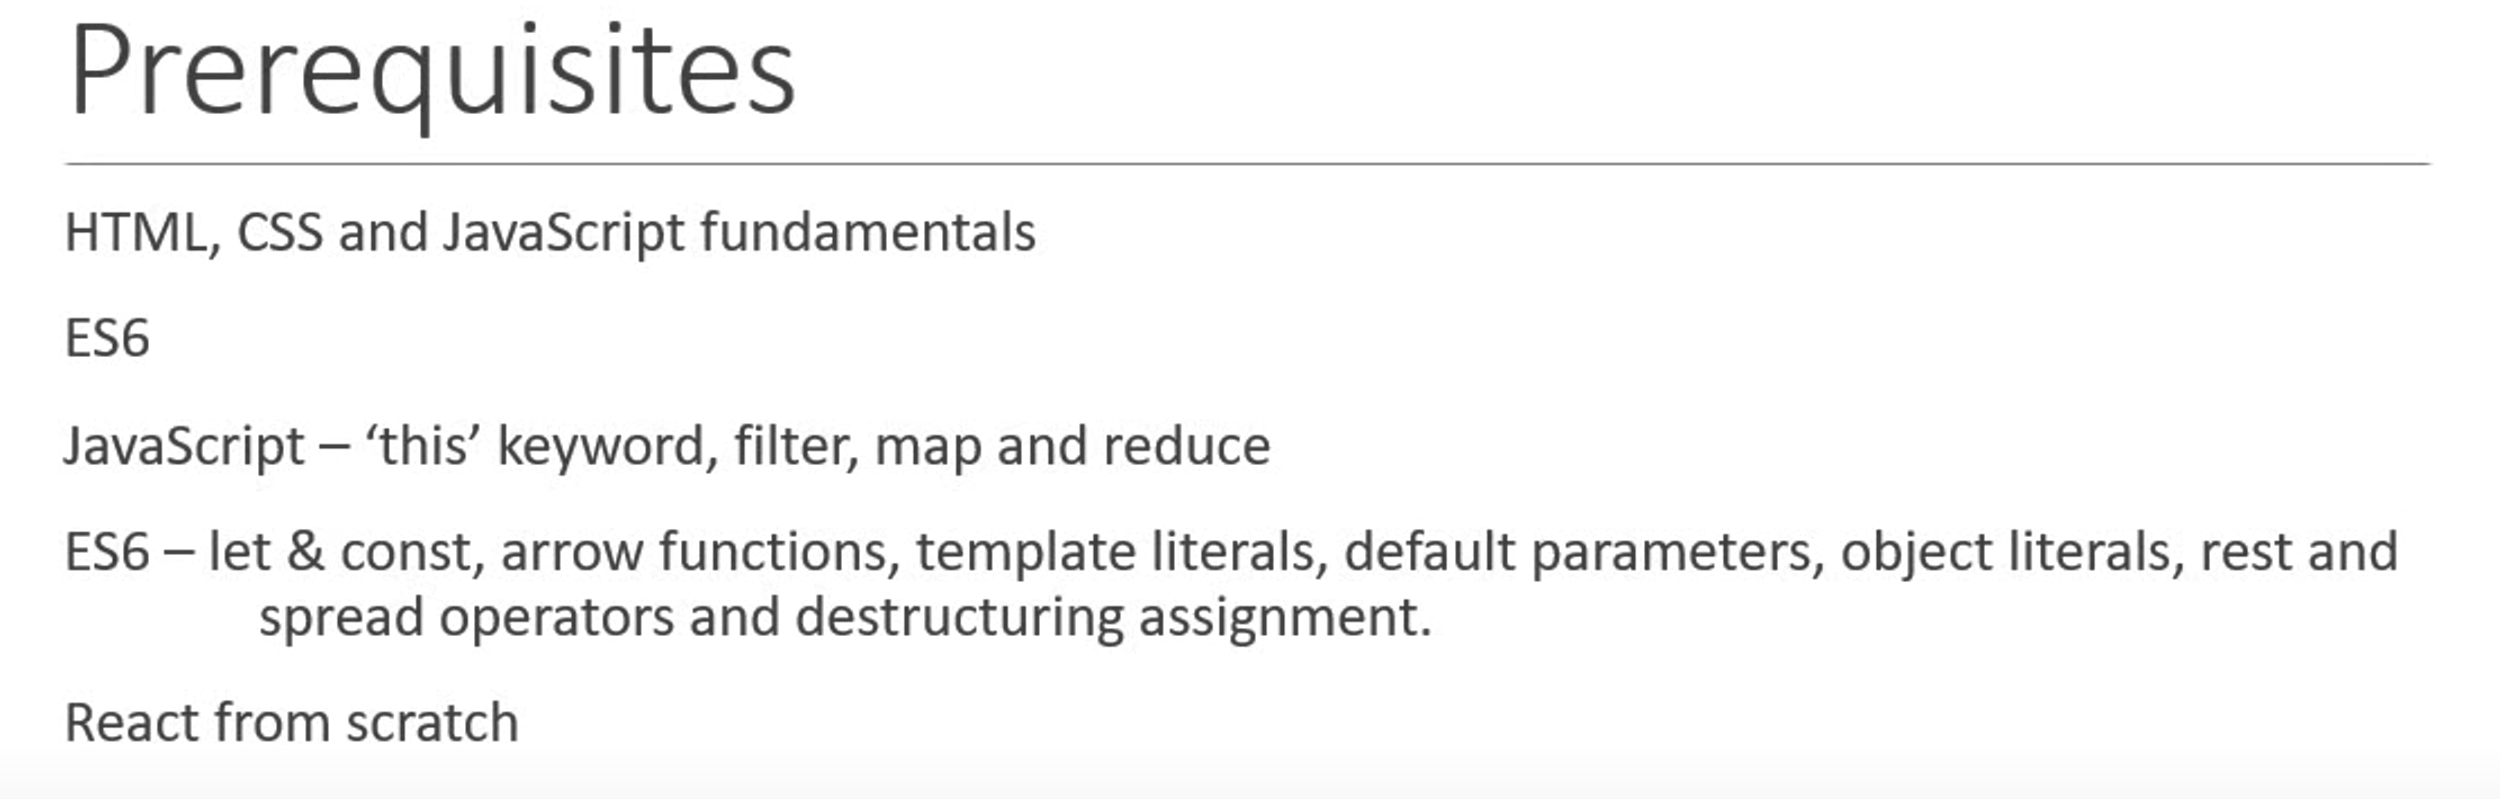 Prerequisites
HTML, CSS and JavaScript fundamentals
ES6
JavaScript – ‘this’ keyword, filter, map and reduce
ES6 – let & const, arrow functions, template literals, default parameters, object literals, rest and
spread operators and destructuring assignment.
React from scratch